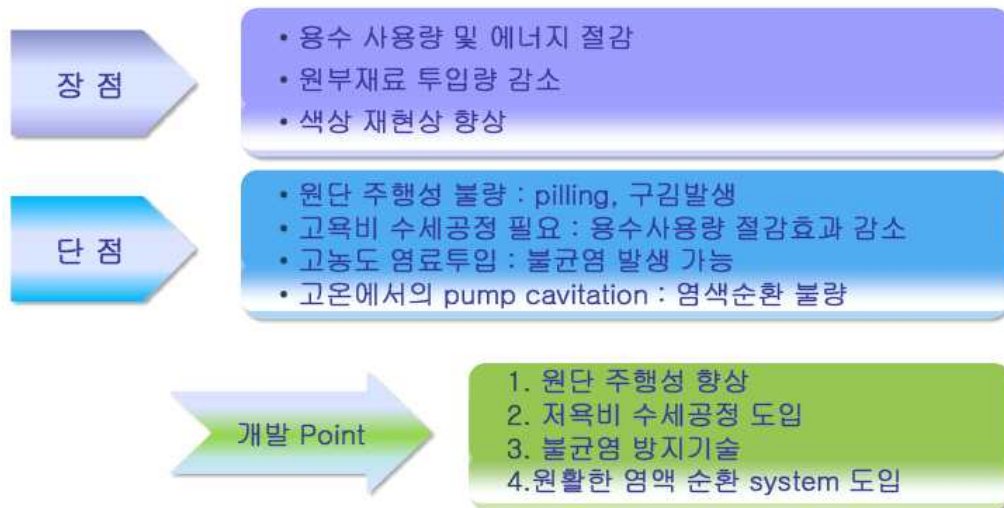 장 점
• 용수 사용량 및 에너지 절감
• 원부재료 투입량 감소
• 색상 재현상 향상
단 점
• 원단 주행성 불량 : pilling, 구김발생
• 고욕비 수세공정 필요 : 용수사용량 절감효과 감소
• 고농도 염료투입 : 불균염 발생 가능
• 고온에서의 pump cavitation : 염색순환 불량
개발 Point
1. 원단 주행성 향상
2. 저욕비 수세공정 도입
3. 불균염 방지기술
4.원활한 염액 순환 system 도입